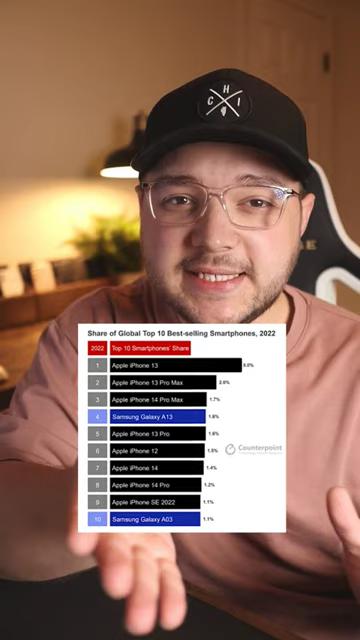 C H I
Share of Global Top 10 Best-selling Smartphones, 2022
2022 Top 10 Smartphones' Share
1 Apple iPhone 13 5.0%
2 Apple iPhone 13 Pro Max 2.6%
3 Apple iPhone 14 Pro Max 1.7%
4 Samsung Galaxy A13 1.6%
5 Apple iPhone 13 Pro 1.6%
6 Apple iPhone 12 1.5%
Counterpoint
7 Apple iPhone 14 1.4%
8 Apple iPhone 14 Pro 1.2%
9 Apple iPhone SE 2022 1.1%
10 Samsung Galaxy A03 1.1%